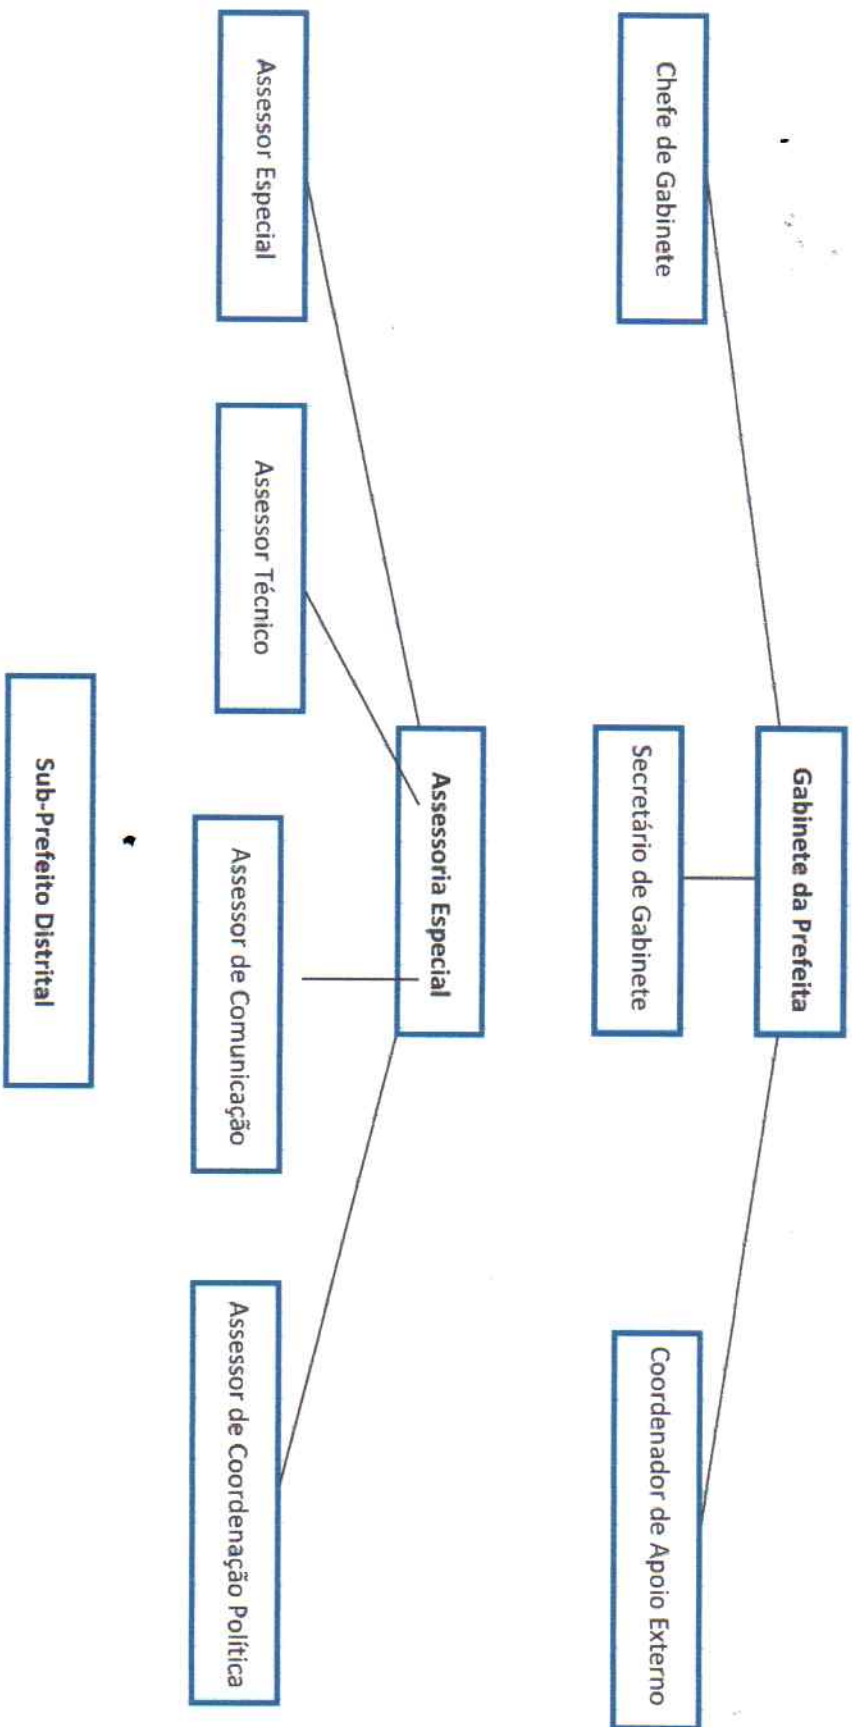 Gabinete da Prefeita
Chefe de Gabinete
Secretário de Gabinete
Coordenador de Apoio Externo
Assessoria Especial
Assessor Especial
Assessor Técnico
Assessor de Comunicação
Assessor de Coordenação Política
Sub-Prefeito Distrital